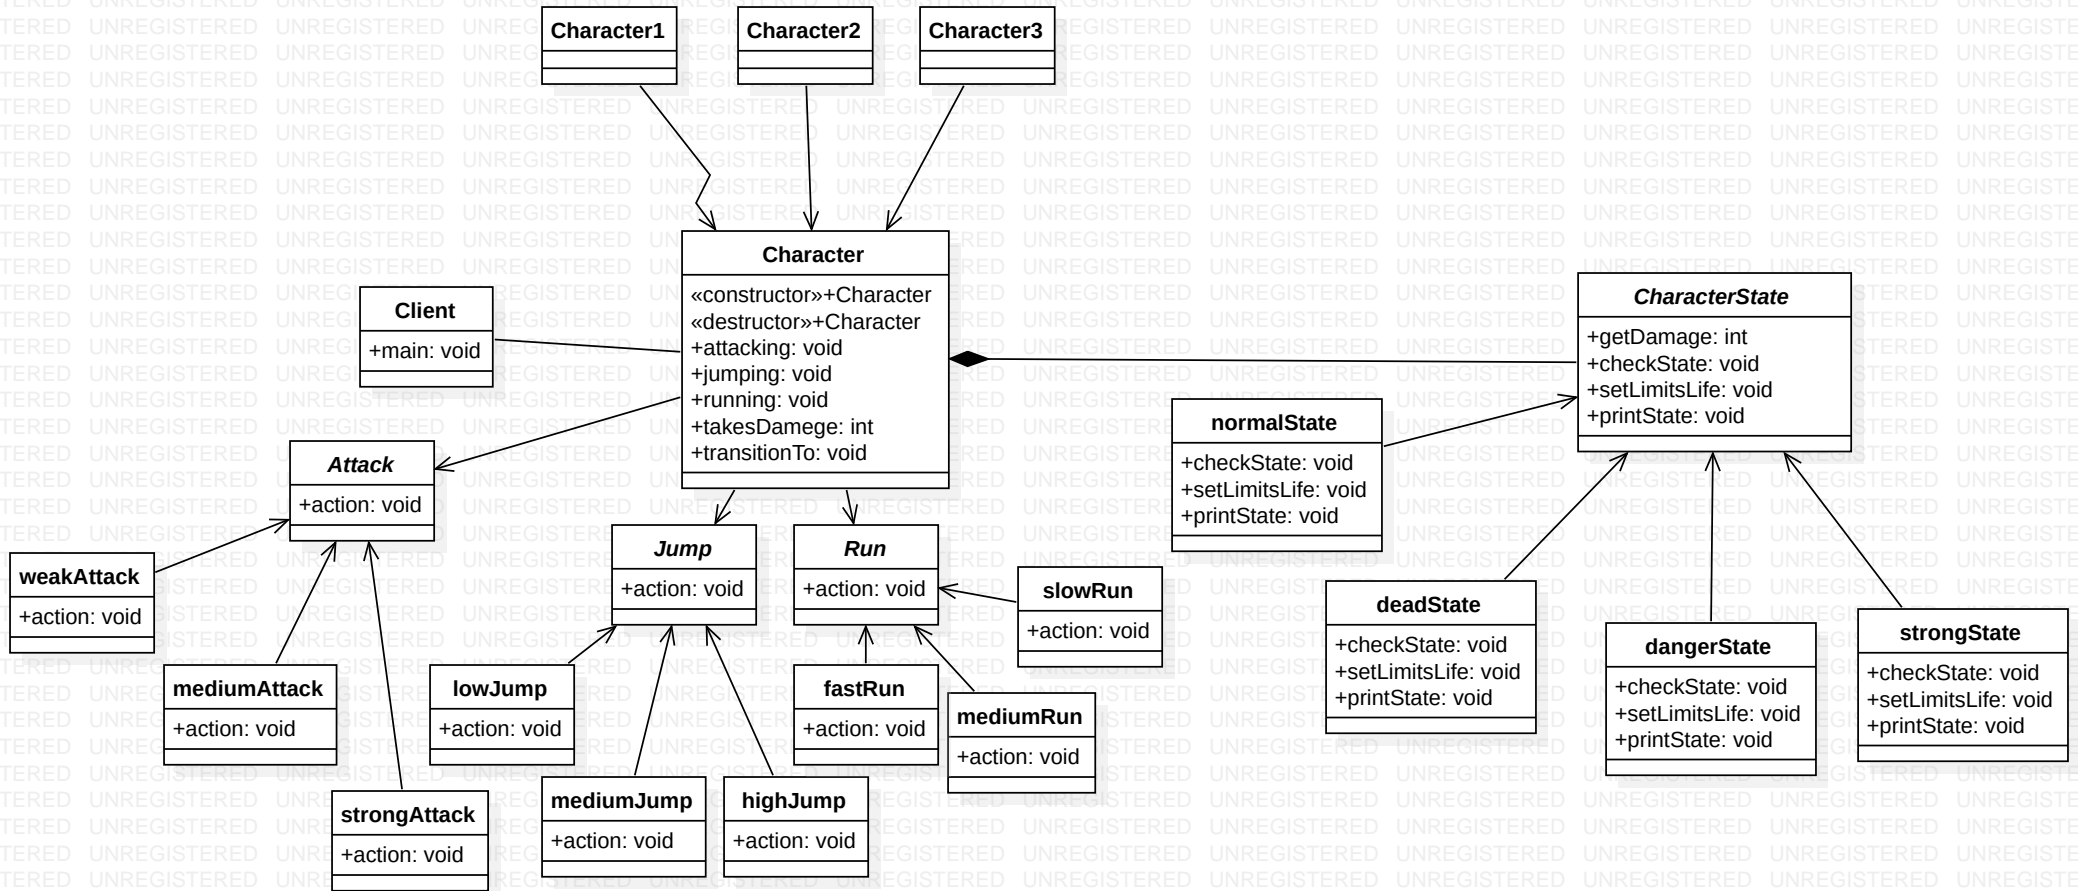 Character1
Character2
Character3
Character
«constructor»+Character
«destructor»+Character
+attacking: void
+jumping: void
+running: void
+takesDamege: int
+transitionTo: void
Client
+main: void
CharacterState
+getDamage: int
+checkState: void
+setLimitsLife: void
+printState: void
normalState
+checkState: void
+setLimitsLife: void
+printState: void
Attack
+action: void
Jump
+action: void
Run
+action: void
weakAttack
+action: void
slowRun
+action: void
deadState
+checkState: void
+setLimitsLife: void
+printState: void
dangerState
+checkState: void
+setLimitsLife: void
+printState: void
strongState
+checkState: void
+setLimitsLife: void
+printState: void
mediumAttack
+action: void
lowJump
+action: void
fastRun
+action: void
mediumRun
+action: void
strongAttack
+action: void
mediumJump
+action: void
highJump
+action: void
UNREGISTERED